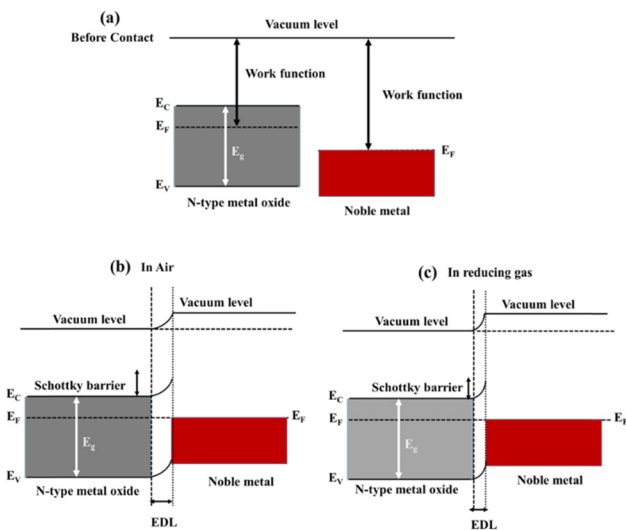 (a)
Vacuum level
Before Contact
Work function
Work function
E_C
E_F
E_g
E_V
E_F
N-type metal oxide
Noble metal
(b) In Air
Vacuum level
Vacuum level
Schottky barrier
E_C
E_F
E_g
E_V
E_F
N-type metal oxide
Noble metal
EDL
(c) In reducing gas
Vacuum level
Vacuum level
Schottky barrier
E_C
E_F
E_g
E_V
E_F
N-type metal oxide
Noble metal
EDL